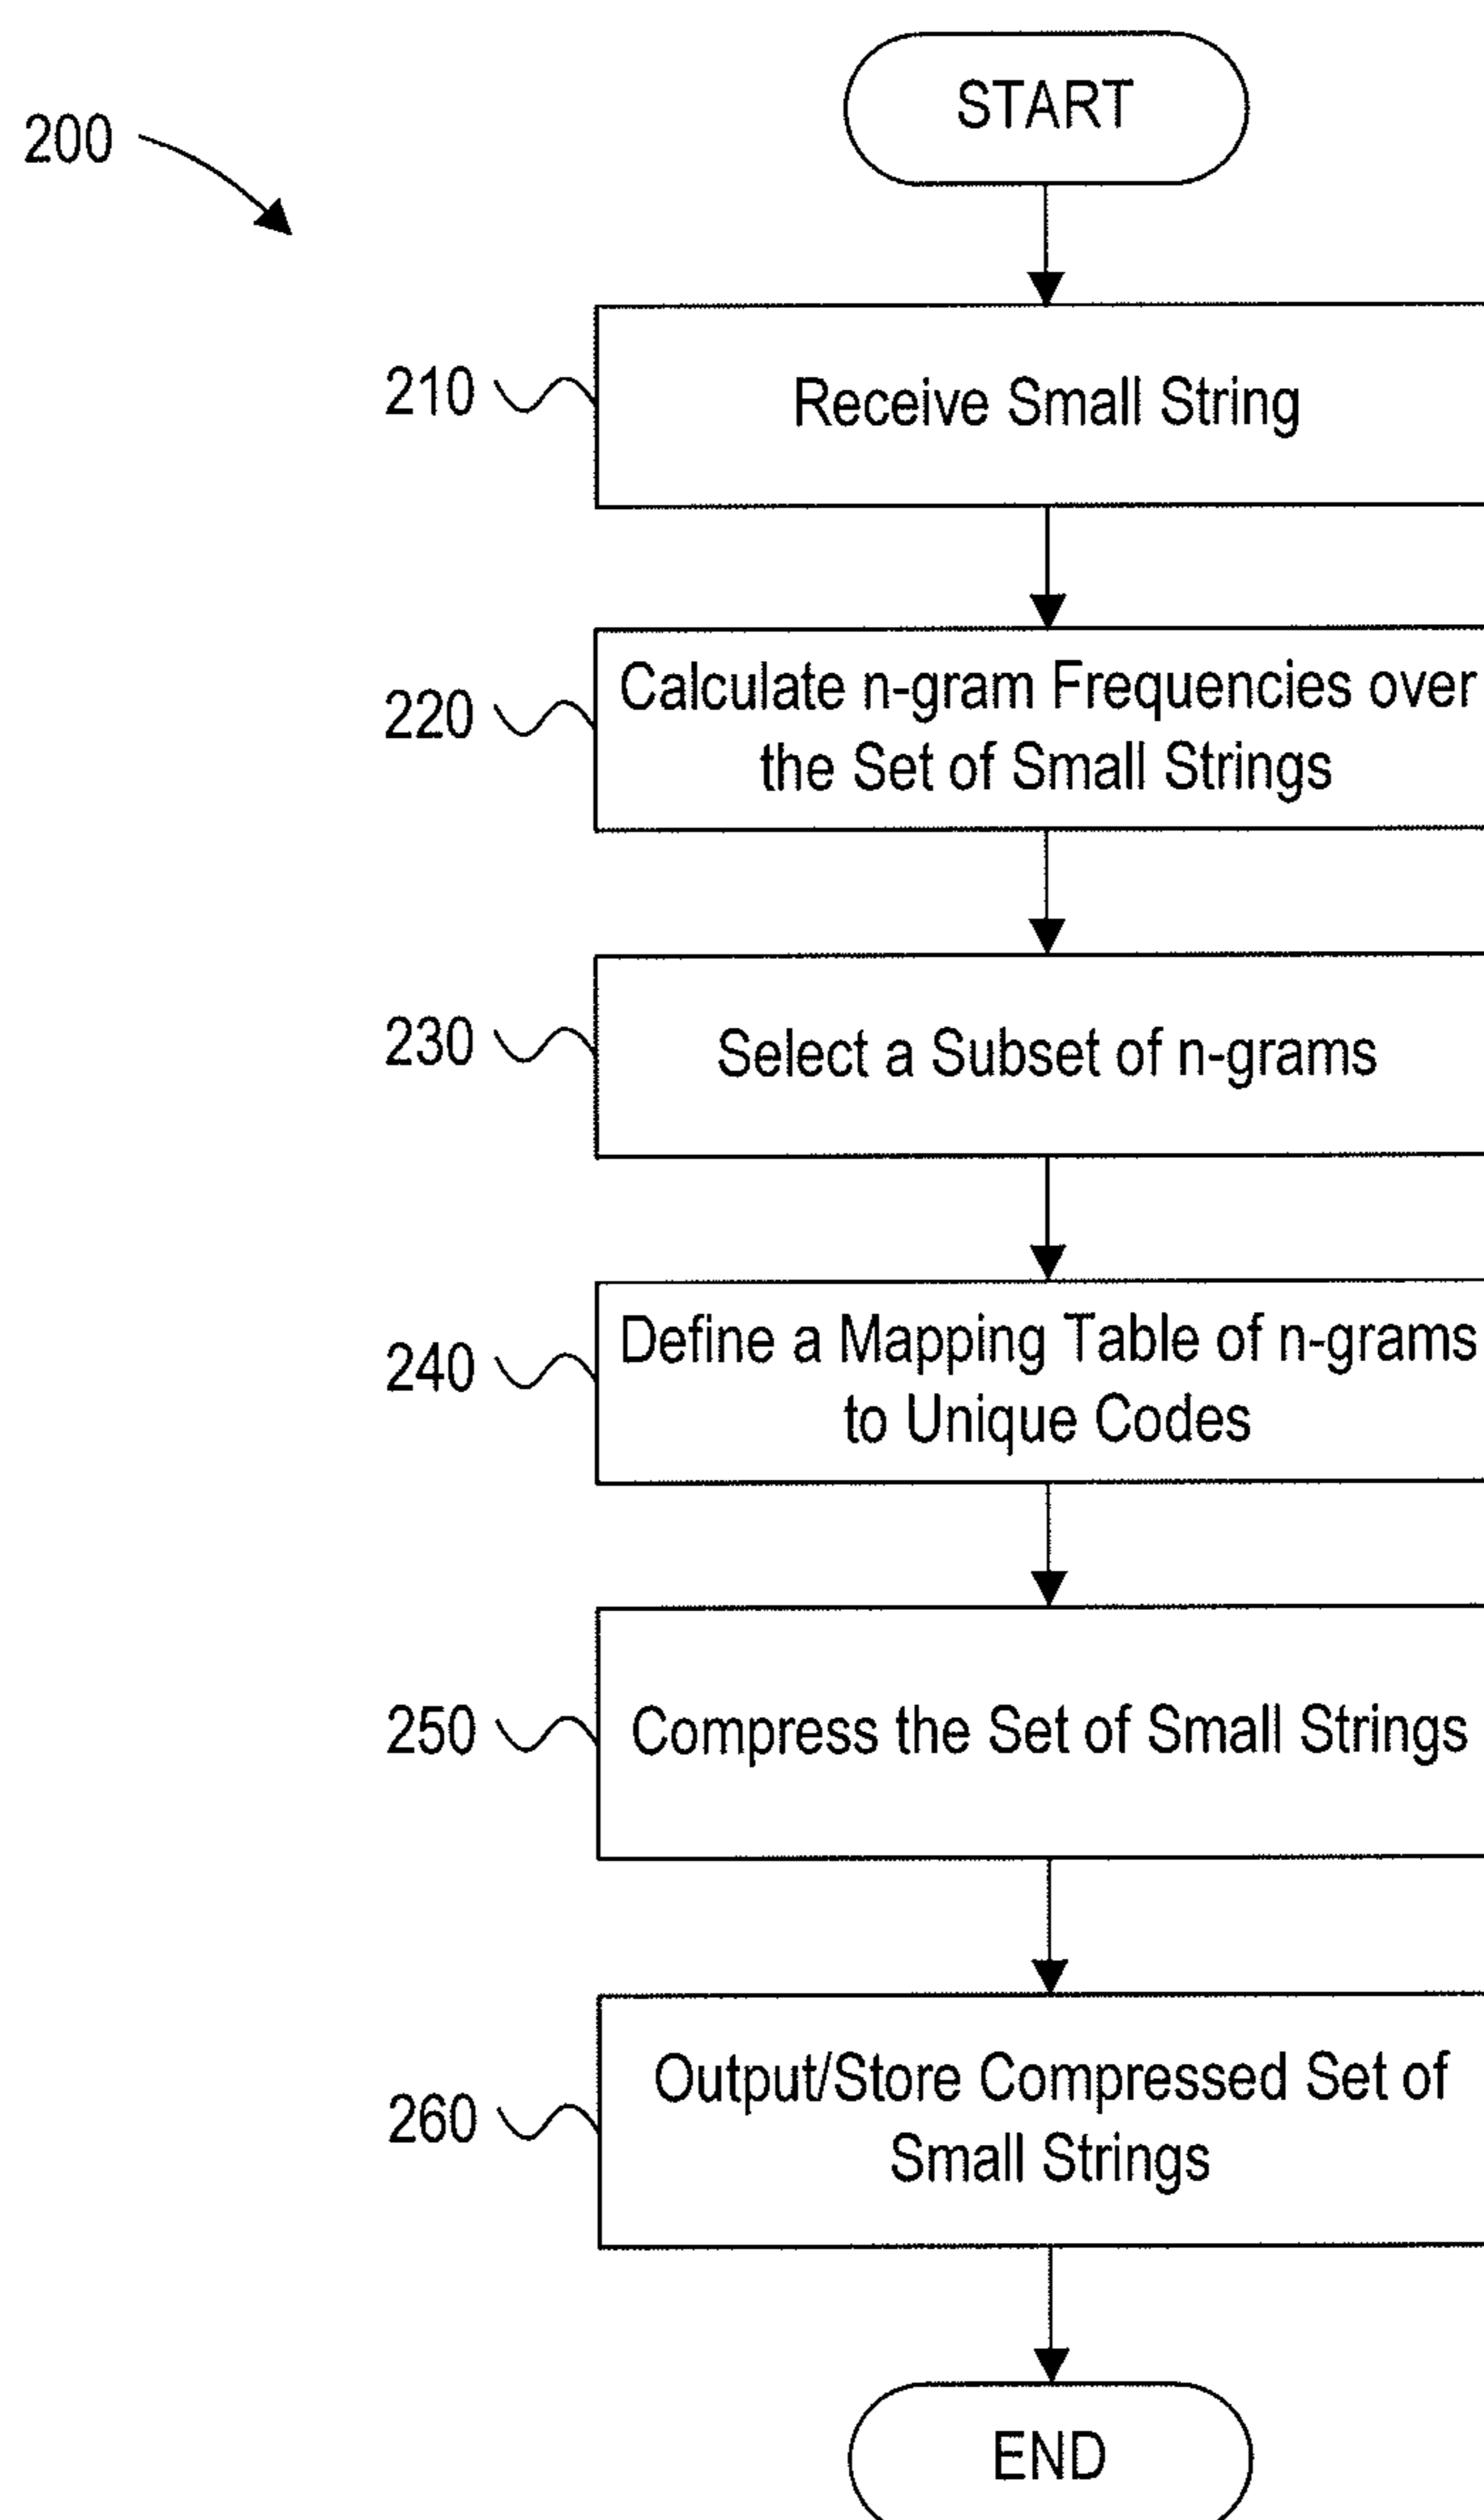 START
200
210
Receive Small String
220
Calculate n-gram Frequencies over
the Set of Small Strings
230
Select a Subset of n-grams
240
Define a Mapping Table of n-grams
to Unique Codes
250
Compress the Set of Small Strings
260
Output/Store Compressed Set of
Small Strings
END